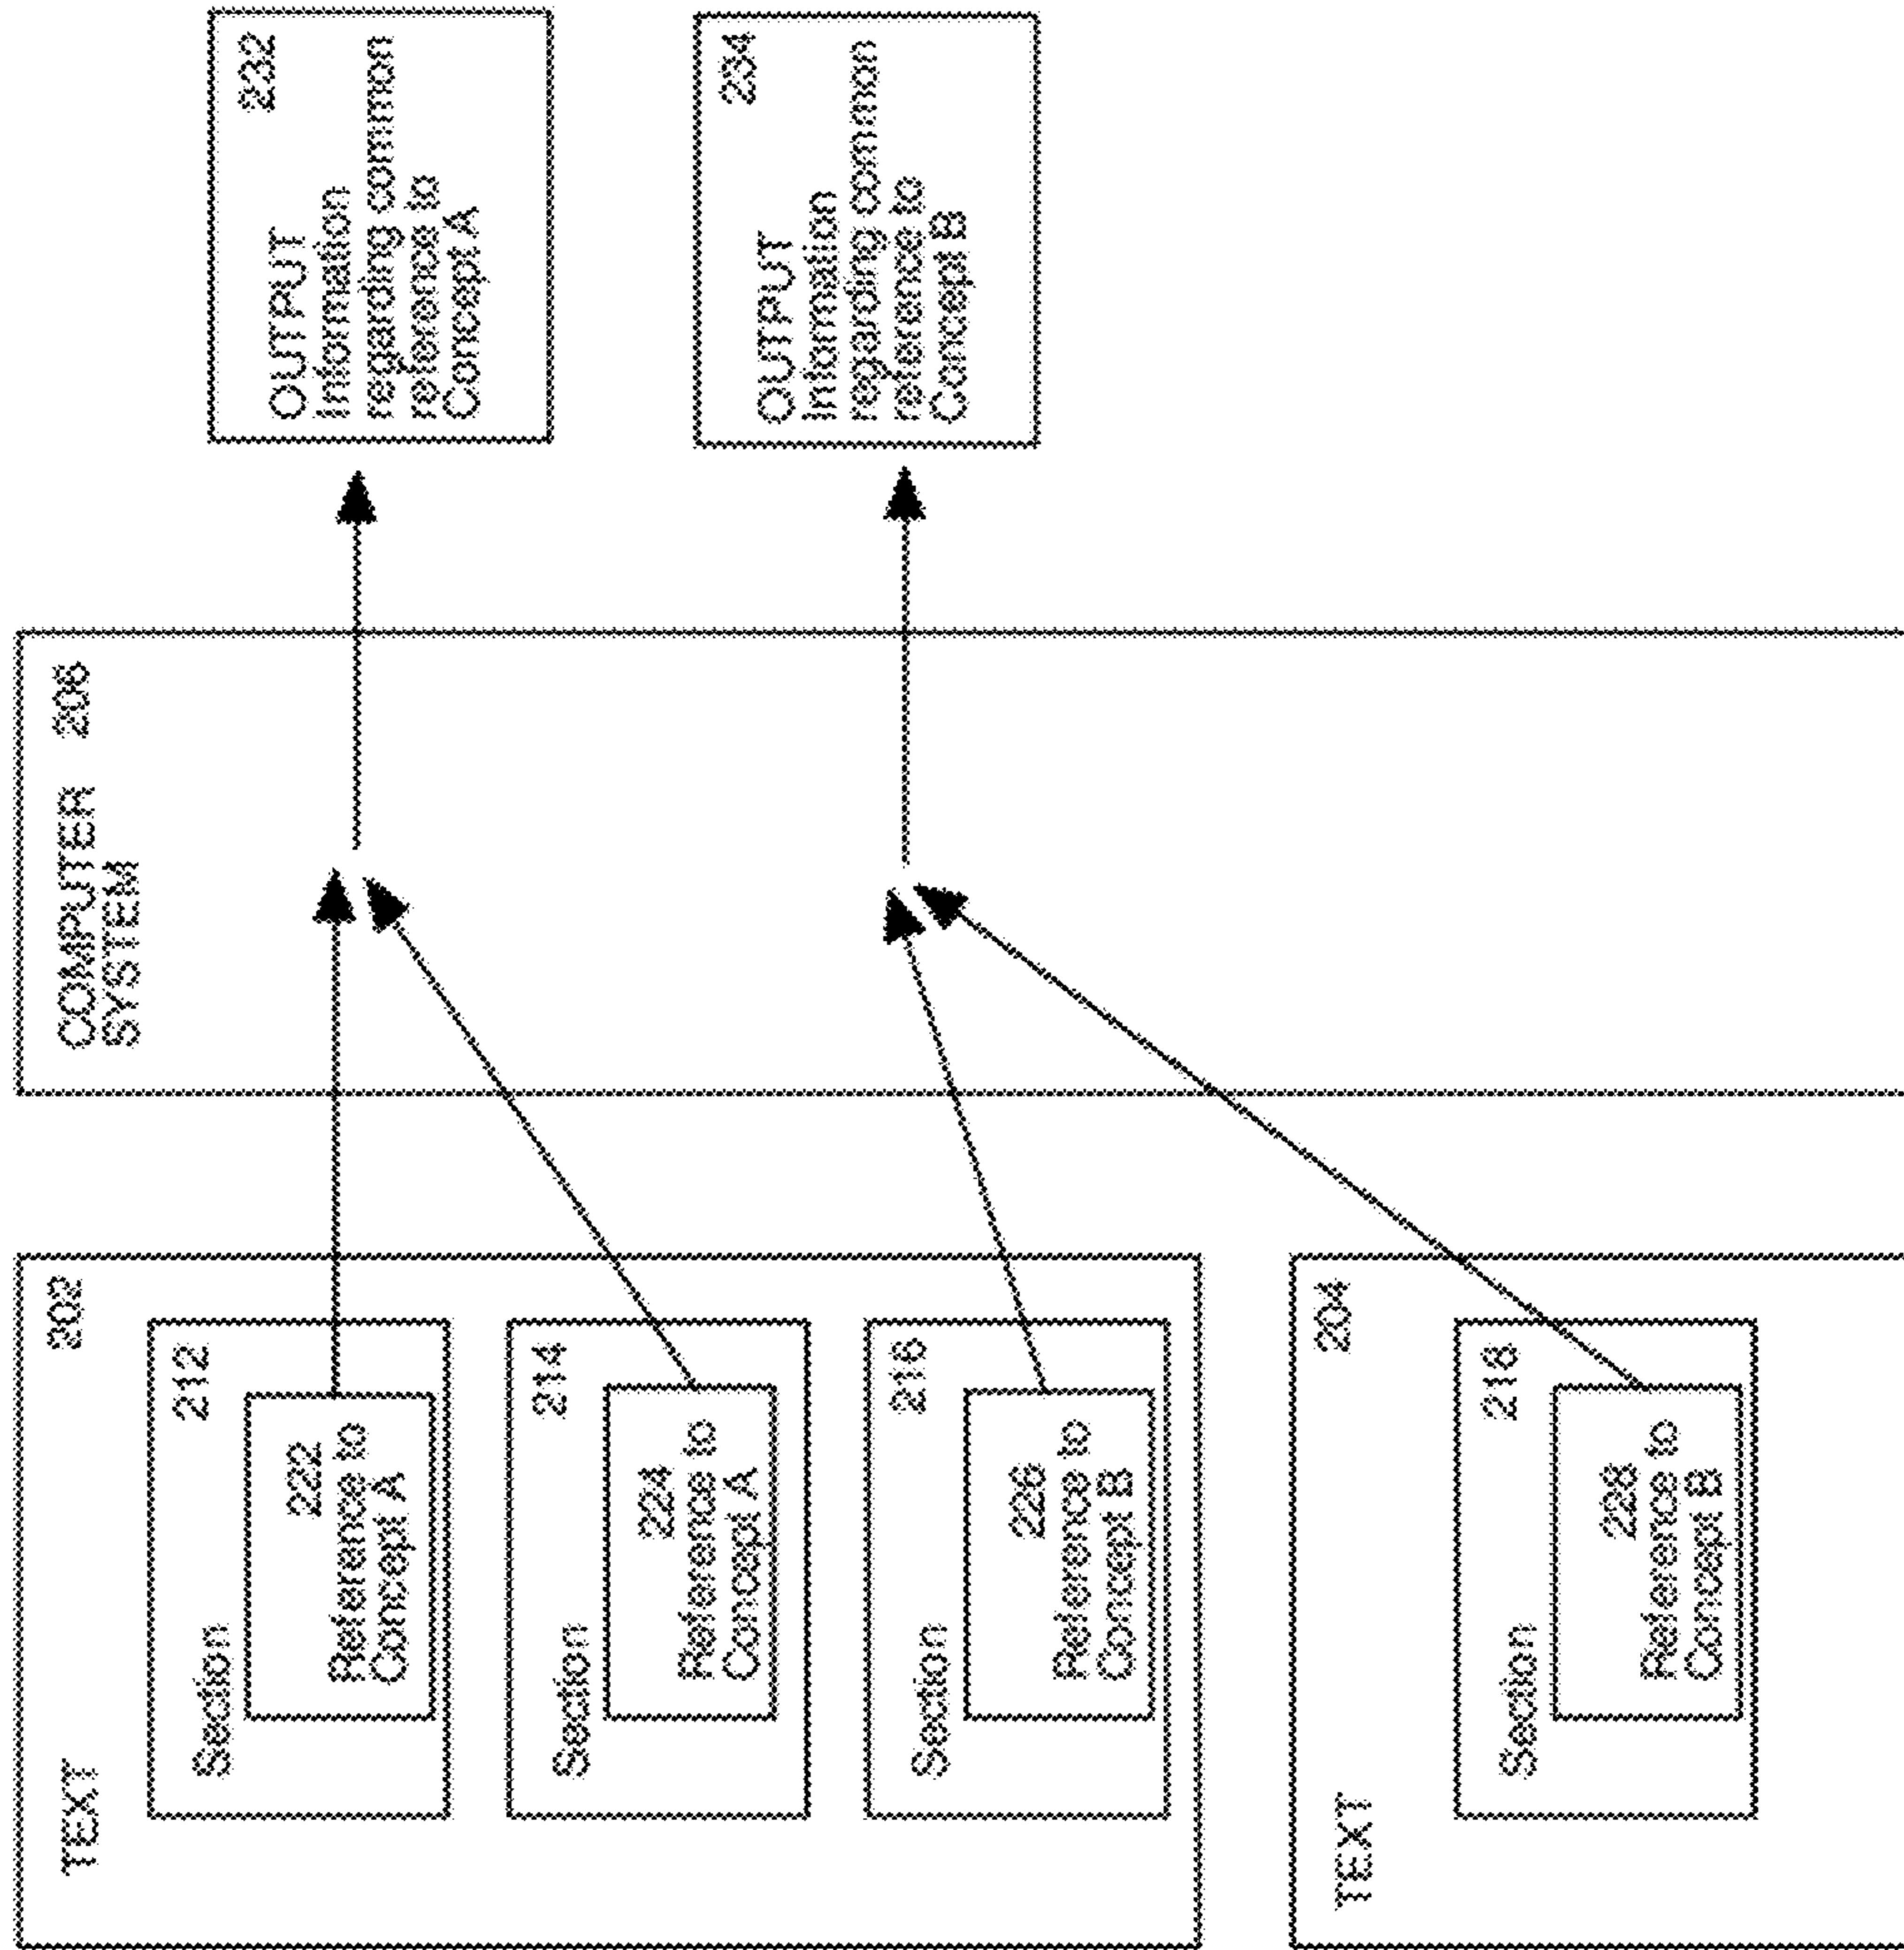 TEXT 202
Section 212
222
Reference to
Concept A
Section 214
224
Reference to
Concept A
Section 216
226
Reference to
Concept B
TEXT 204
Section 218
228
Reference to
Concept B
COMPUTER 206
SYSTEM
232
OUTPUT
Information
regarding common
reference to
Concept A
234
OUTPUT
Information
regarding common
reference to
Concept B